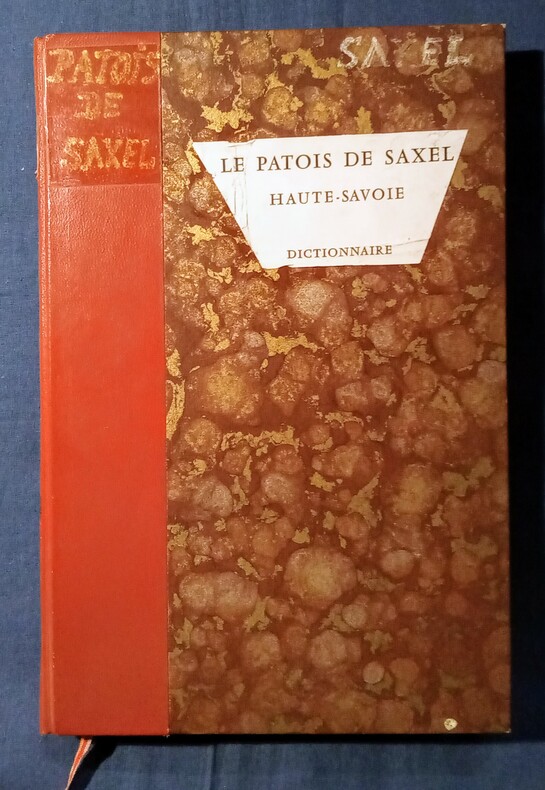 PATOIS
DE
SAXEL
SAXEL
LE PATOIS DE SAXEL
HAUTE-SAVOIE
DICTIONNAIRE